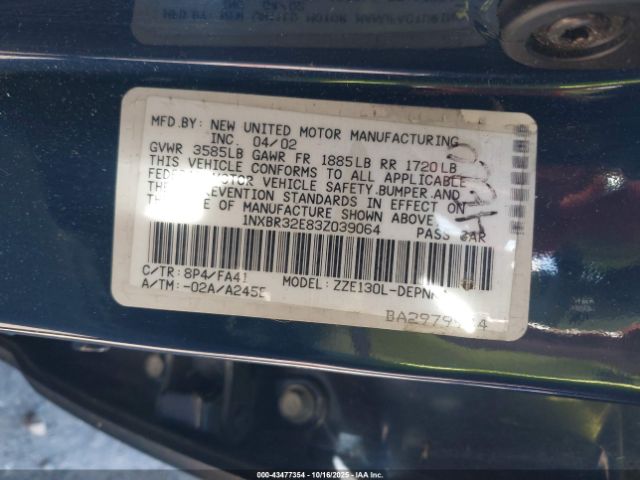 MFD.BY: NEW UNITED MOTOR MANUFACTURING
INC. 04/02
GVWR 3585LB GAWR FR 1885LB RR 1720LB
THIS VEHICLE CONFORMS TO ALL APPLICABLE
FEDERAL MOTOR VEHICLE SAFETY,BUMPER,AND
THEFT PREVENTION STANDARDS IN EFFECT ON
THE DATE OF MANUFACTURE SHOWN ABOVE.
1NXBR32E83Z039064 PASS CAR
C/TR: 8P4/FA41 MODEL: ZZE130L-DEPNK
A/TM: -02A/A245E
000-43477354 | 10/16/2025 | IAA Inc.